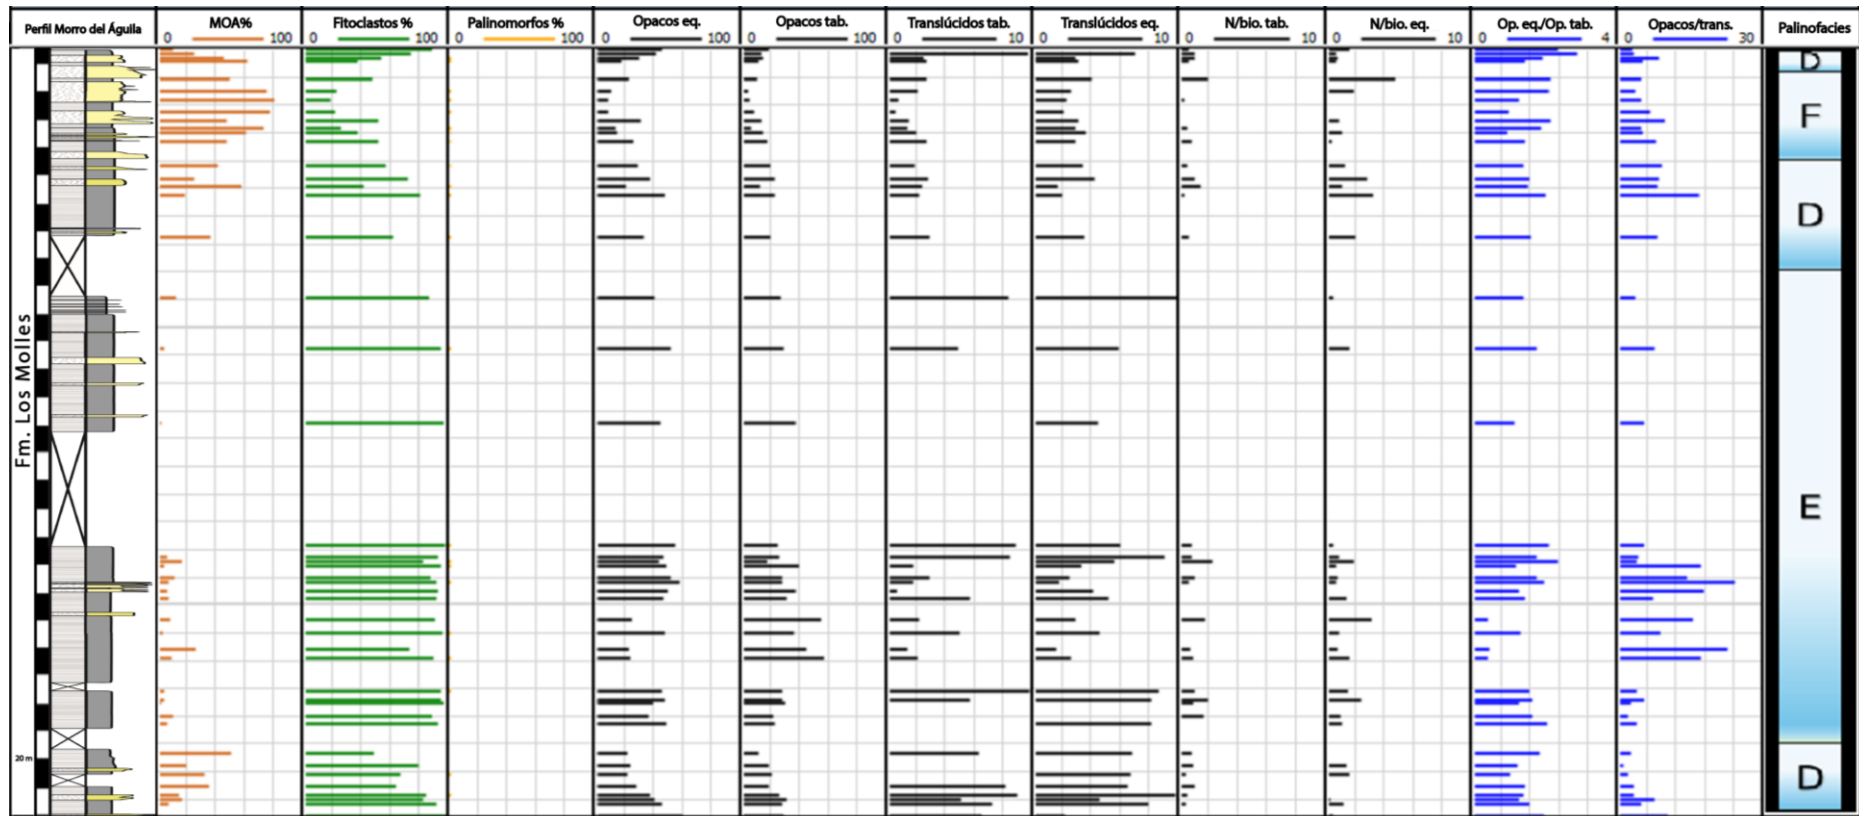 Perfil Morro del Águila
MOA%
0 100
Fitoclastos %
0 100
Palinomorfos %
0 100
Opacos eq.
0 100
Opacos tab.
0 100
Translúcidos tab.
0 10
Translúcidos eq.
0 10
N/bio. tab.
0 10
N/bio. eq.
0 10
Op. eq./Op. tab.
0 4
Opacos/trans.
0 30
Palinofacies
D
F
D
E
D
Fm. Los Molles
20 m